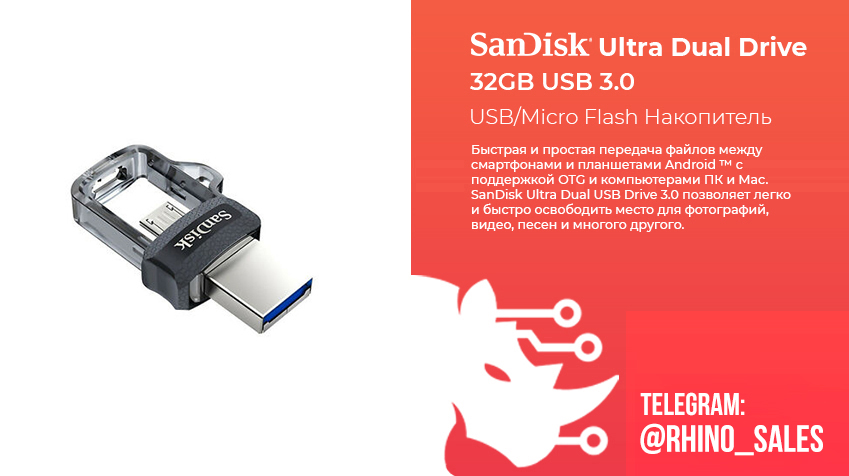 SanDisk Ultra Dual Drive
32GB USB 3.0
USB/Micro Flash Накопитель
Быстрая и простая передача файлов между
смартфонами и планшетами Android ™ с
поддержкой OTG и компьютерами ПК и Mac.
SanDisk Ultra Dual USB Drive 3.0 позволяет легко
и быстро освободить место для фотографий,
видео, песен и многого другого.
SanDisk
TELEGRAM:
@RHINO_SALES